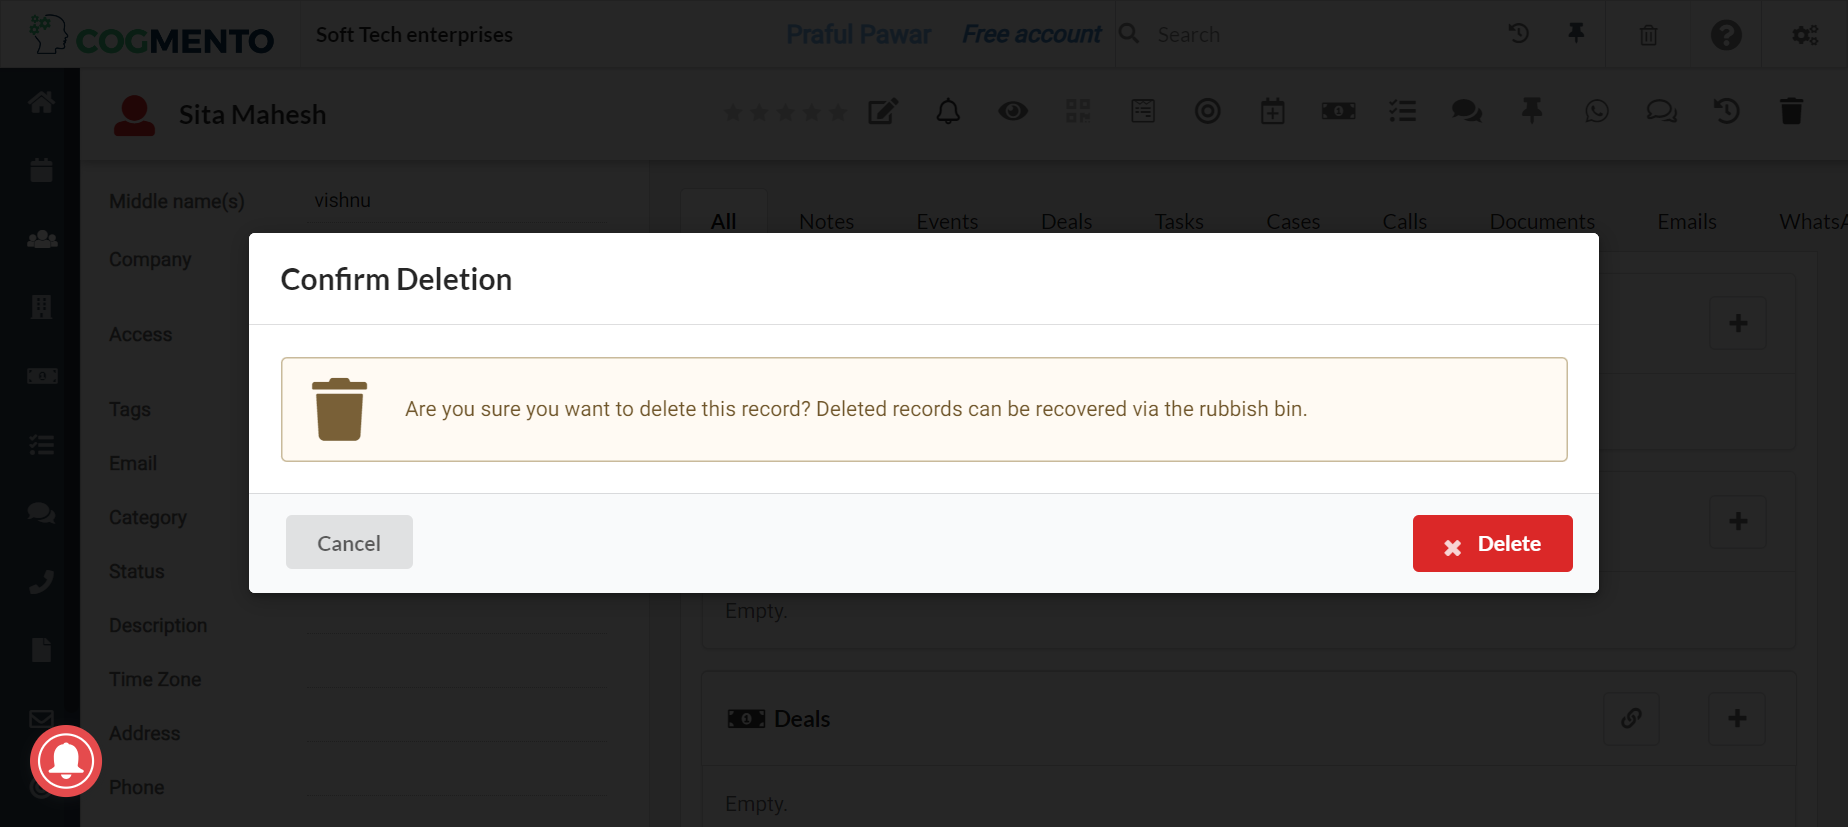 COGMENTO
Soft Tech enterprises
Praful Pawar
Free account
Search
Sita Mahesh
Middle name(s)
vishnu
All
Notes
Events
Deals
Tasks
Cases
Calls
Documents
Emails
WhatsA
Company
Access
Tags
Email
Category
Status
Description
Time Zone
Address
Phone
Confirm Deletion
Are you sure you want to delete this record? Deleted records can be recovered via the rubbish bin.
Cancel
Delete
Empty.
Deals
Empty.